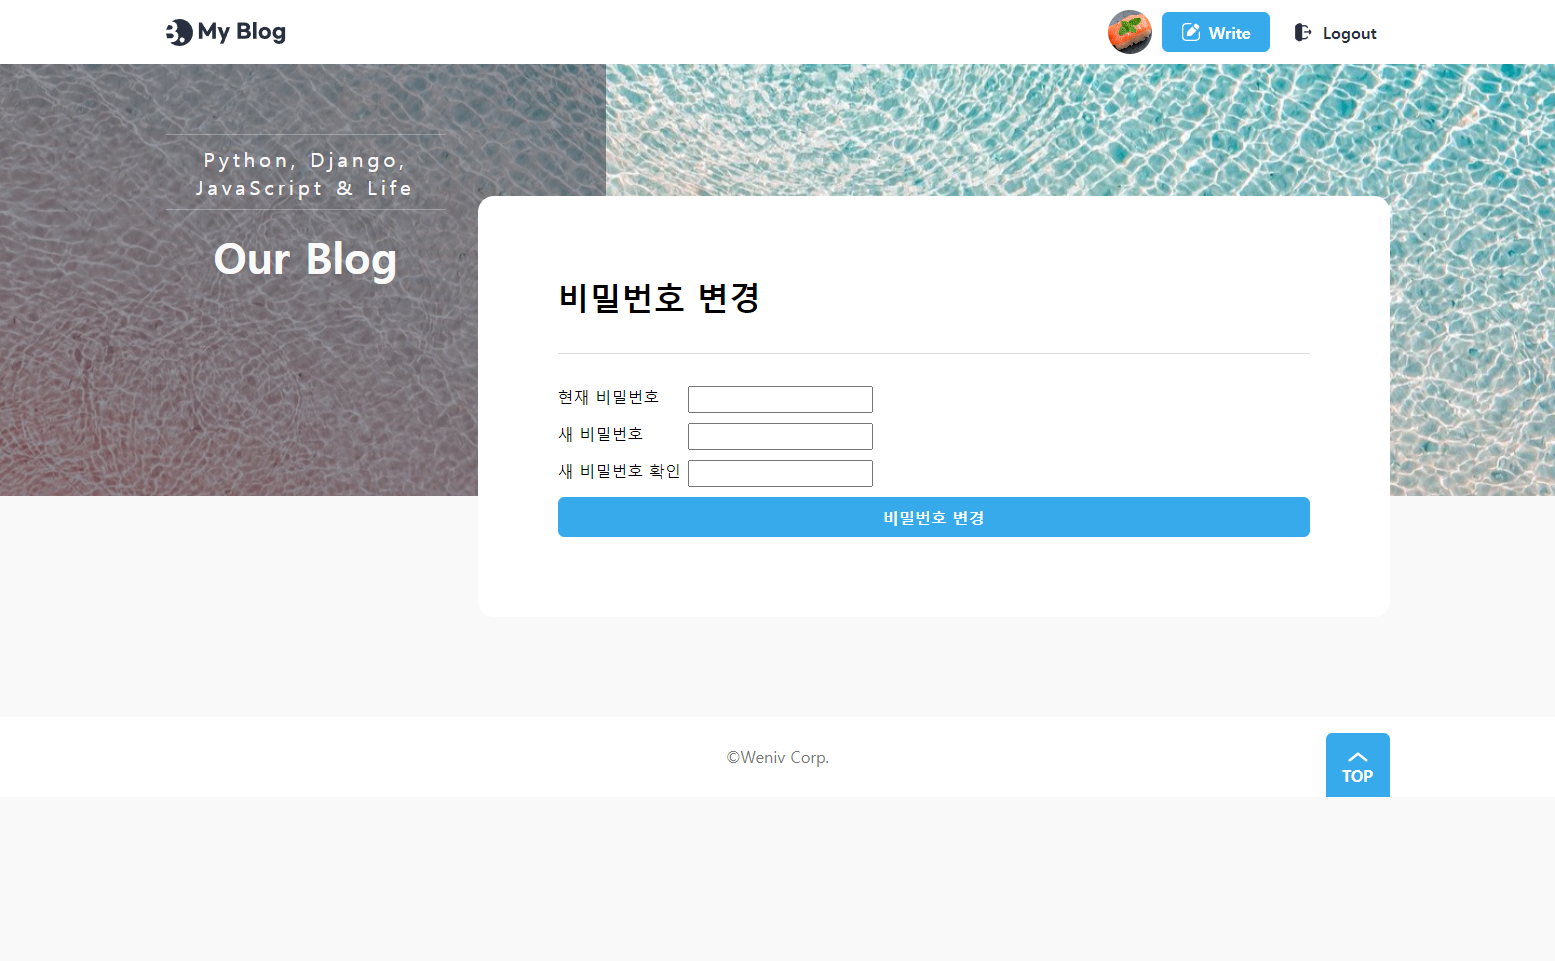 My Blog
Write
Logout
Python, Django,
JavaScript & Life
Our Blog
비밀번호 변경
현재 비밀번호
새 비밀번호
새 비밀번호 확인
비밀번호 변경
©Weniv Corp.
TOP